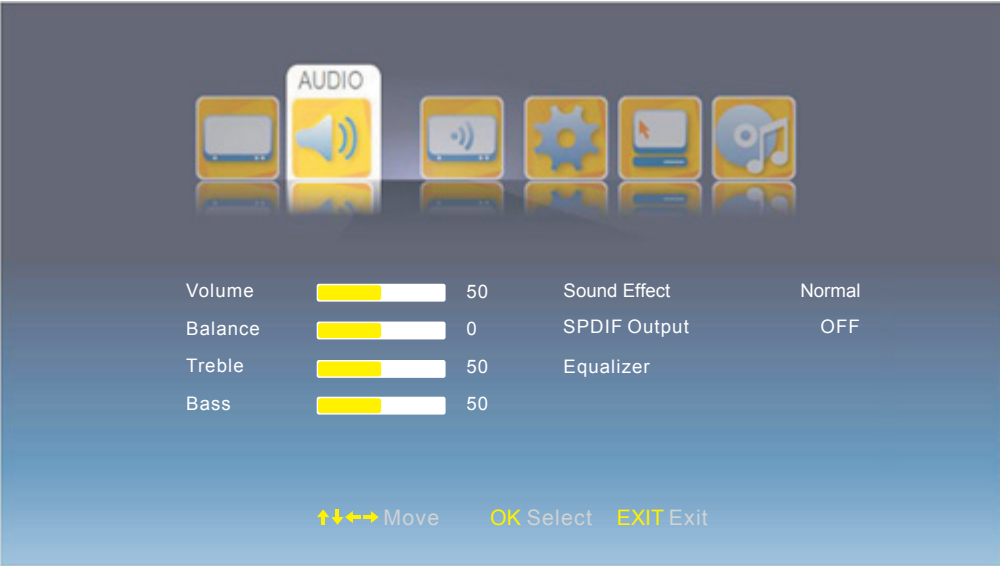 AUDIO
Volume 50 Sound Effect Normal
Balance 0 SPDIF Output OFF
Treble 50 Equalizer
Bass 50
Move OK Select EXIT Exit